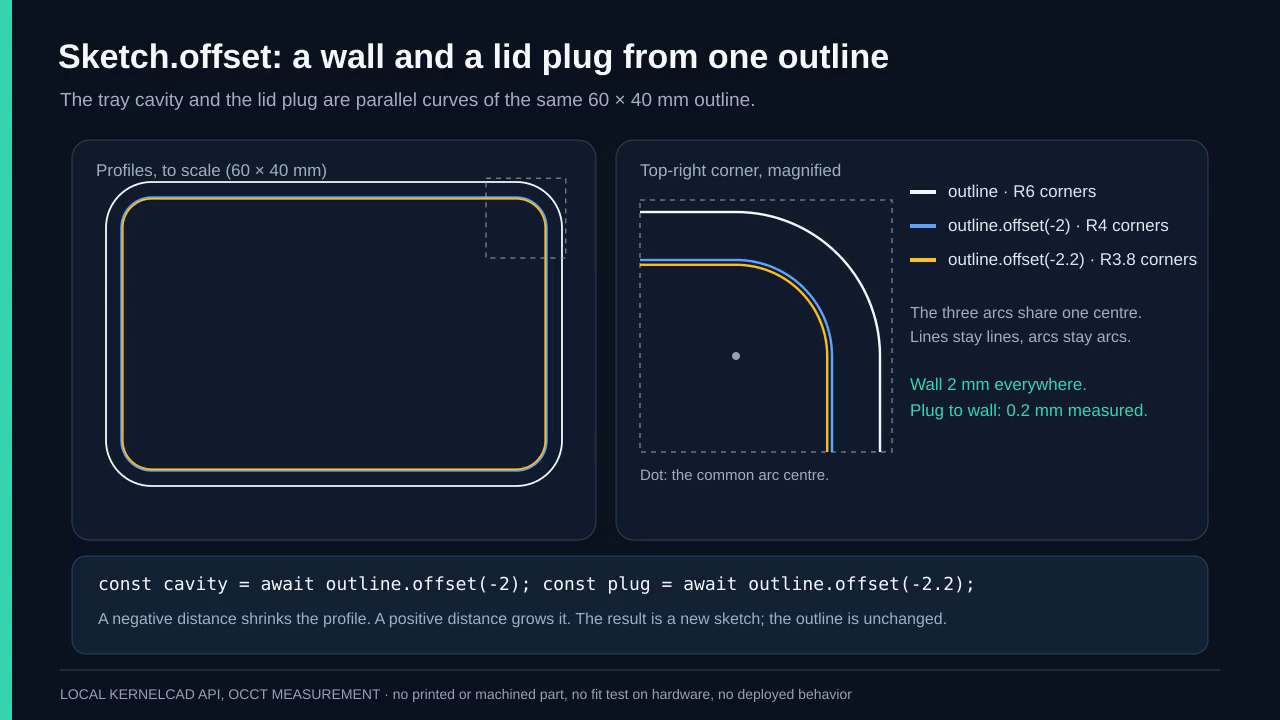 Sketch.offset: a wall and a lid plug from one outline
The tray cavity and the lid plug are parallel curves of the same 60 × 40 mm outline.
Profiles, to scale (60 × 40 mm)
Top-right corner, magnified
outline · R6 corners
outline.offset(-2) · R4 corners
outline.offset(-2.2) · R3.8 corners
The three arcs share one centre.
Lines stay lines, arcs stay arcs.
Wall 2 mm everywhere.
Plug to wall: 0.2 mm measured.
Dot: the common arc centre.
const cavity = await outline.offset(-2); const plug = await outline.offset(-2.2);
A negative distance shrinks the profile. A positive distance grows it. The result is a new sketch; the outline is unchanged.
LOCAL KERNELCAD API, OCCT MEASUREMENT · no printed or machined part, no fit test on hardware, no deployed behavior